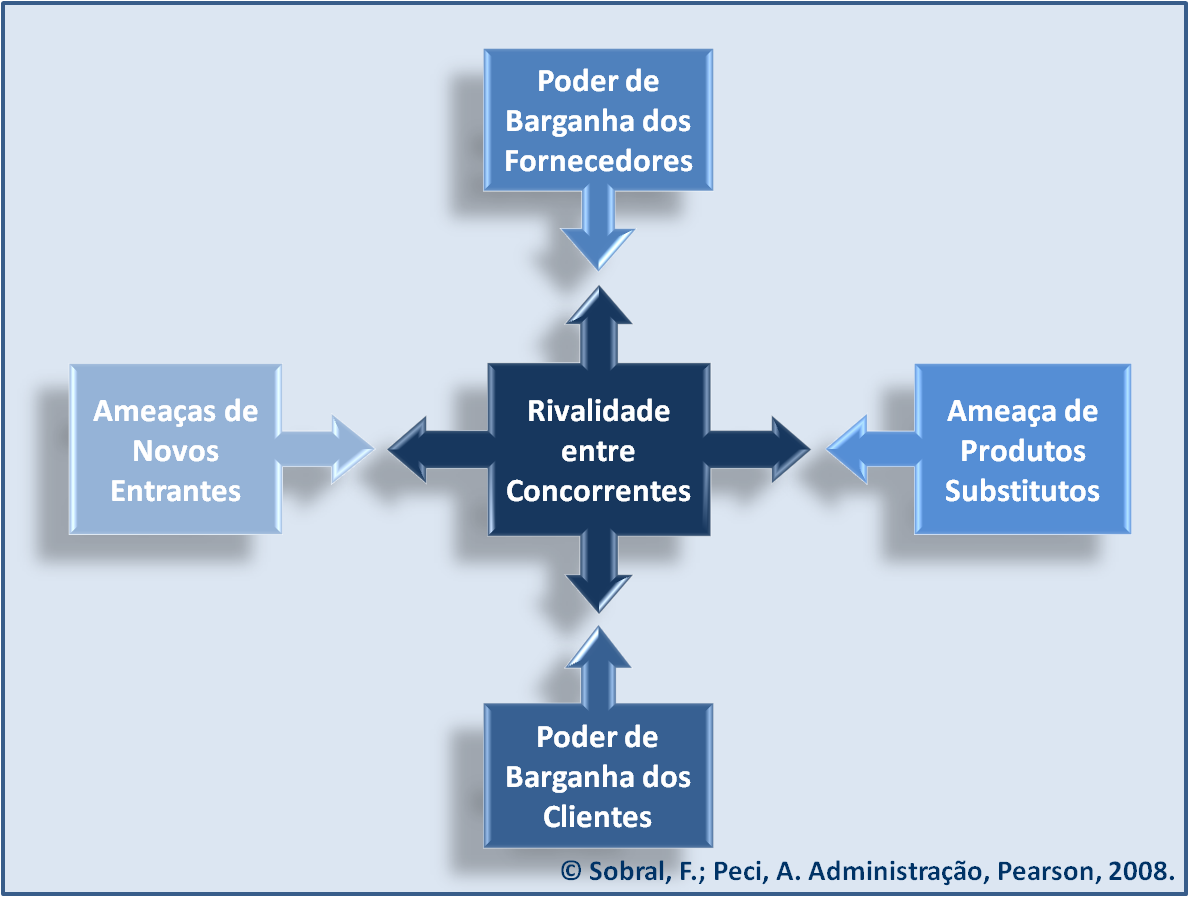 Poder de
Barganha dos
Fornecedores
Ameaças de
Novos
Entrantes
Rivalidade
entre
Concorrentes
Ameaça de
Produtos
Substitutos
Poder de
Barganha dos
Clientes
© Sobral, F.; Peci, A. Administração, Pearson, 2008.